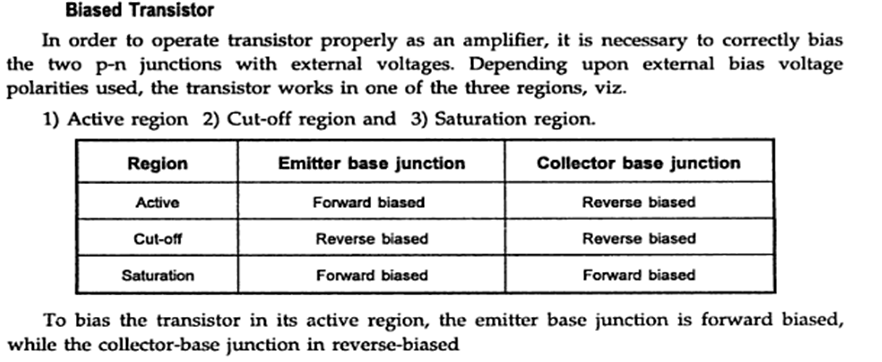 Biased Transistor
In order to operate transistor properly as an amplifier, it is necessary to correctly bias
the two p-n junctions with external voltages. Depending upon external bias voltage
polarities used, the transistor works in one of the three regions, viz.
1) Active region 2) Cut-off region and 3) Saturation region.
Region Emitter base junction Collector base junction
Active Forward biased Reverse biased
Cut-off Reverse biased Reverse biased
Saturation Forward biased Forward biased
To bias the transistor in its active region, the emitter base junction is forward biased,
while the collector-base junction in reverse-biased